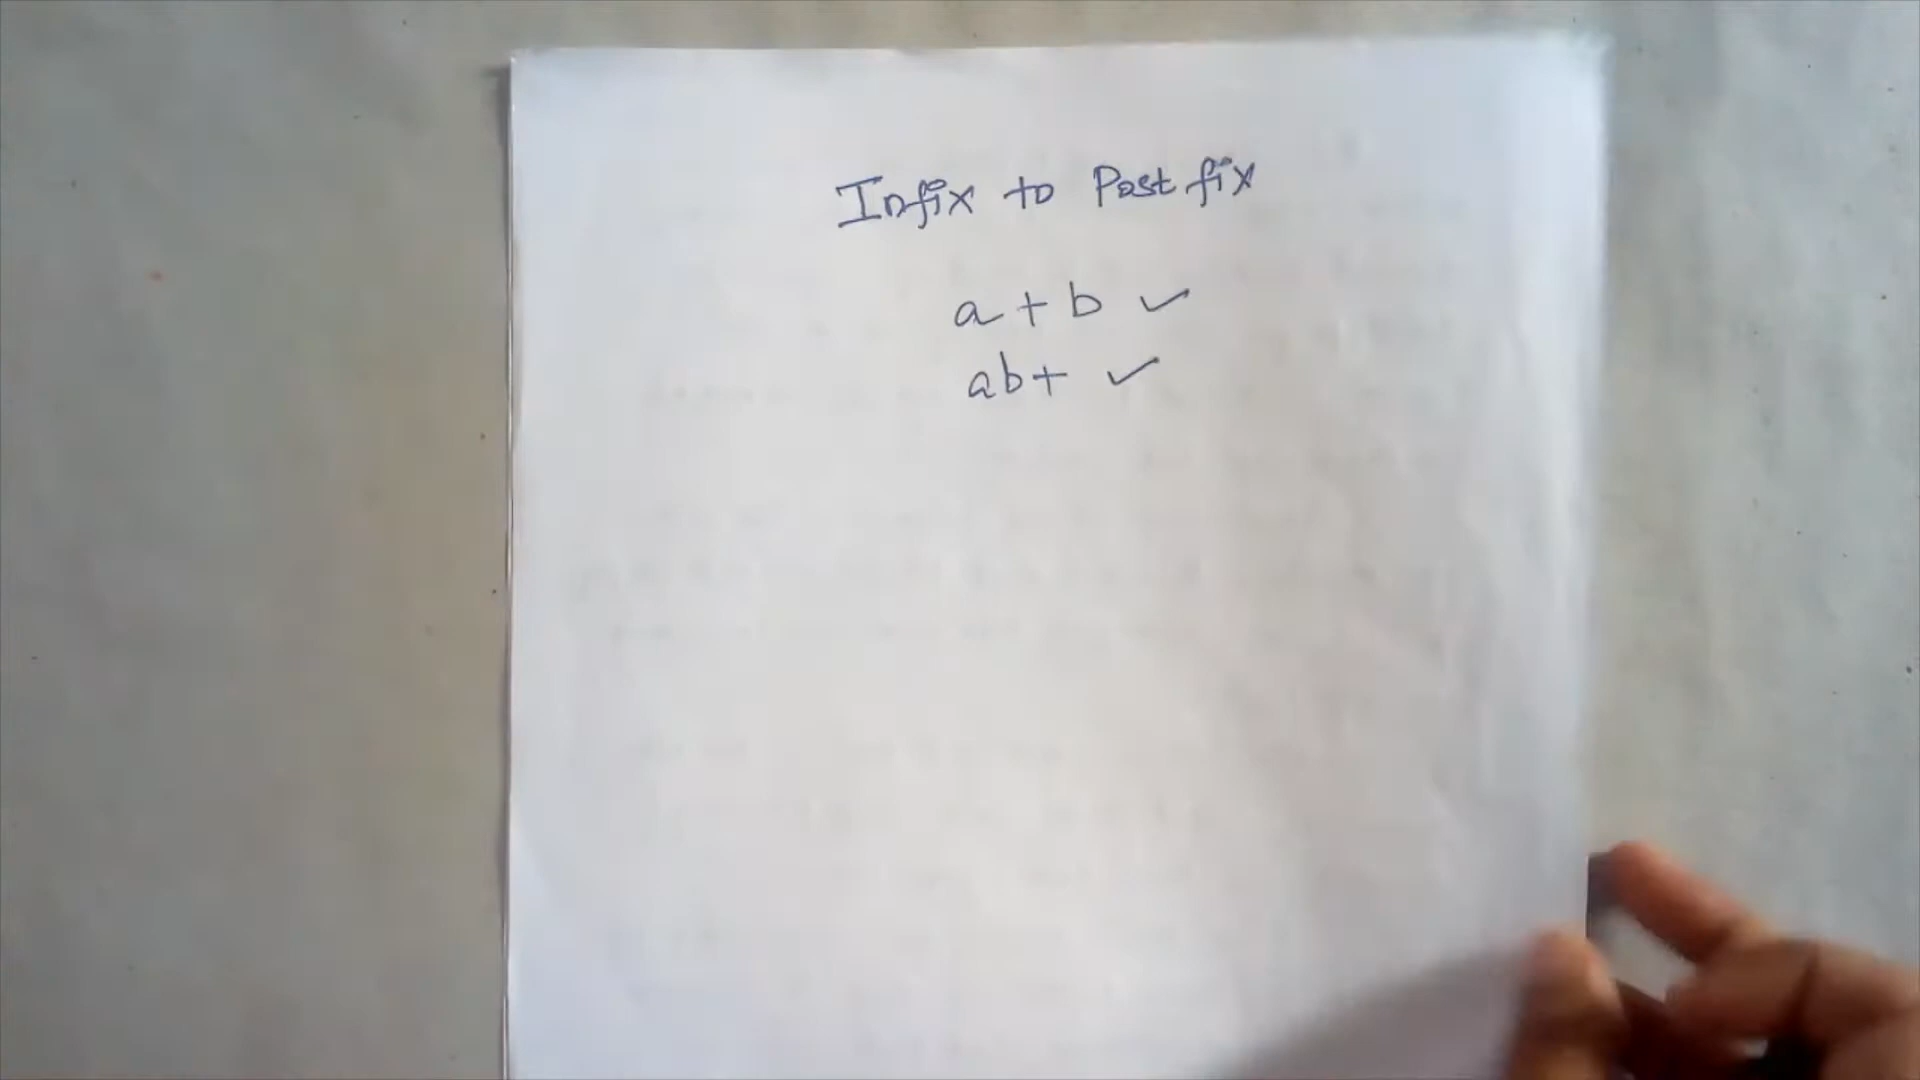 Infix to Postfix
a + b ✓
ab+ ✓